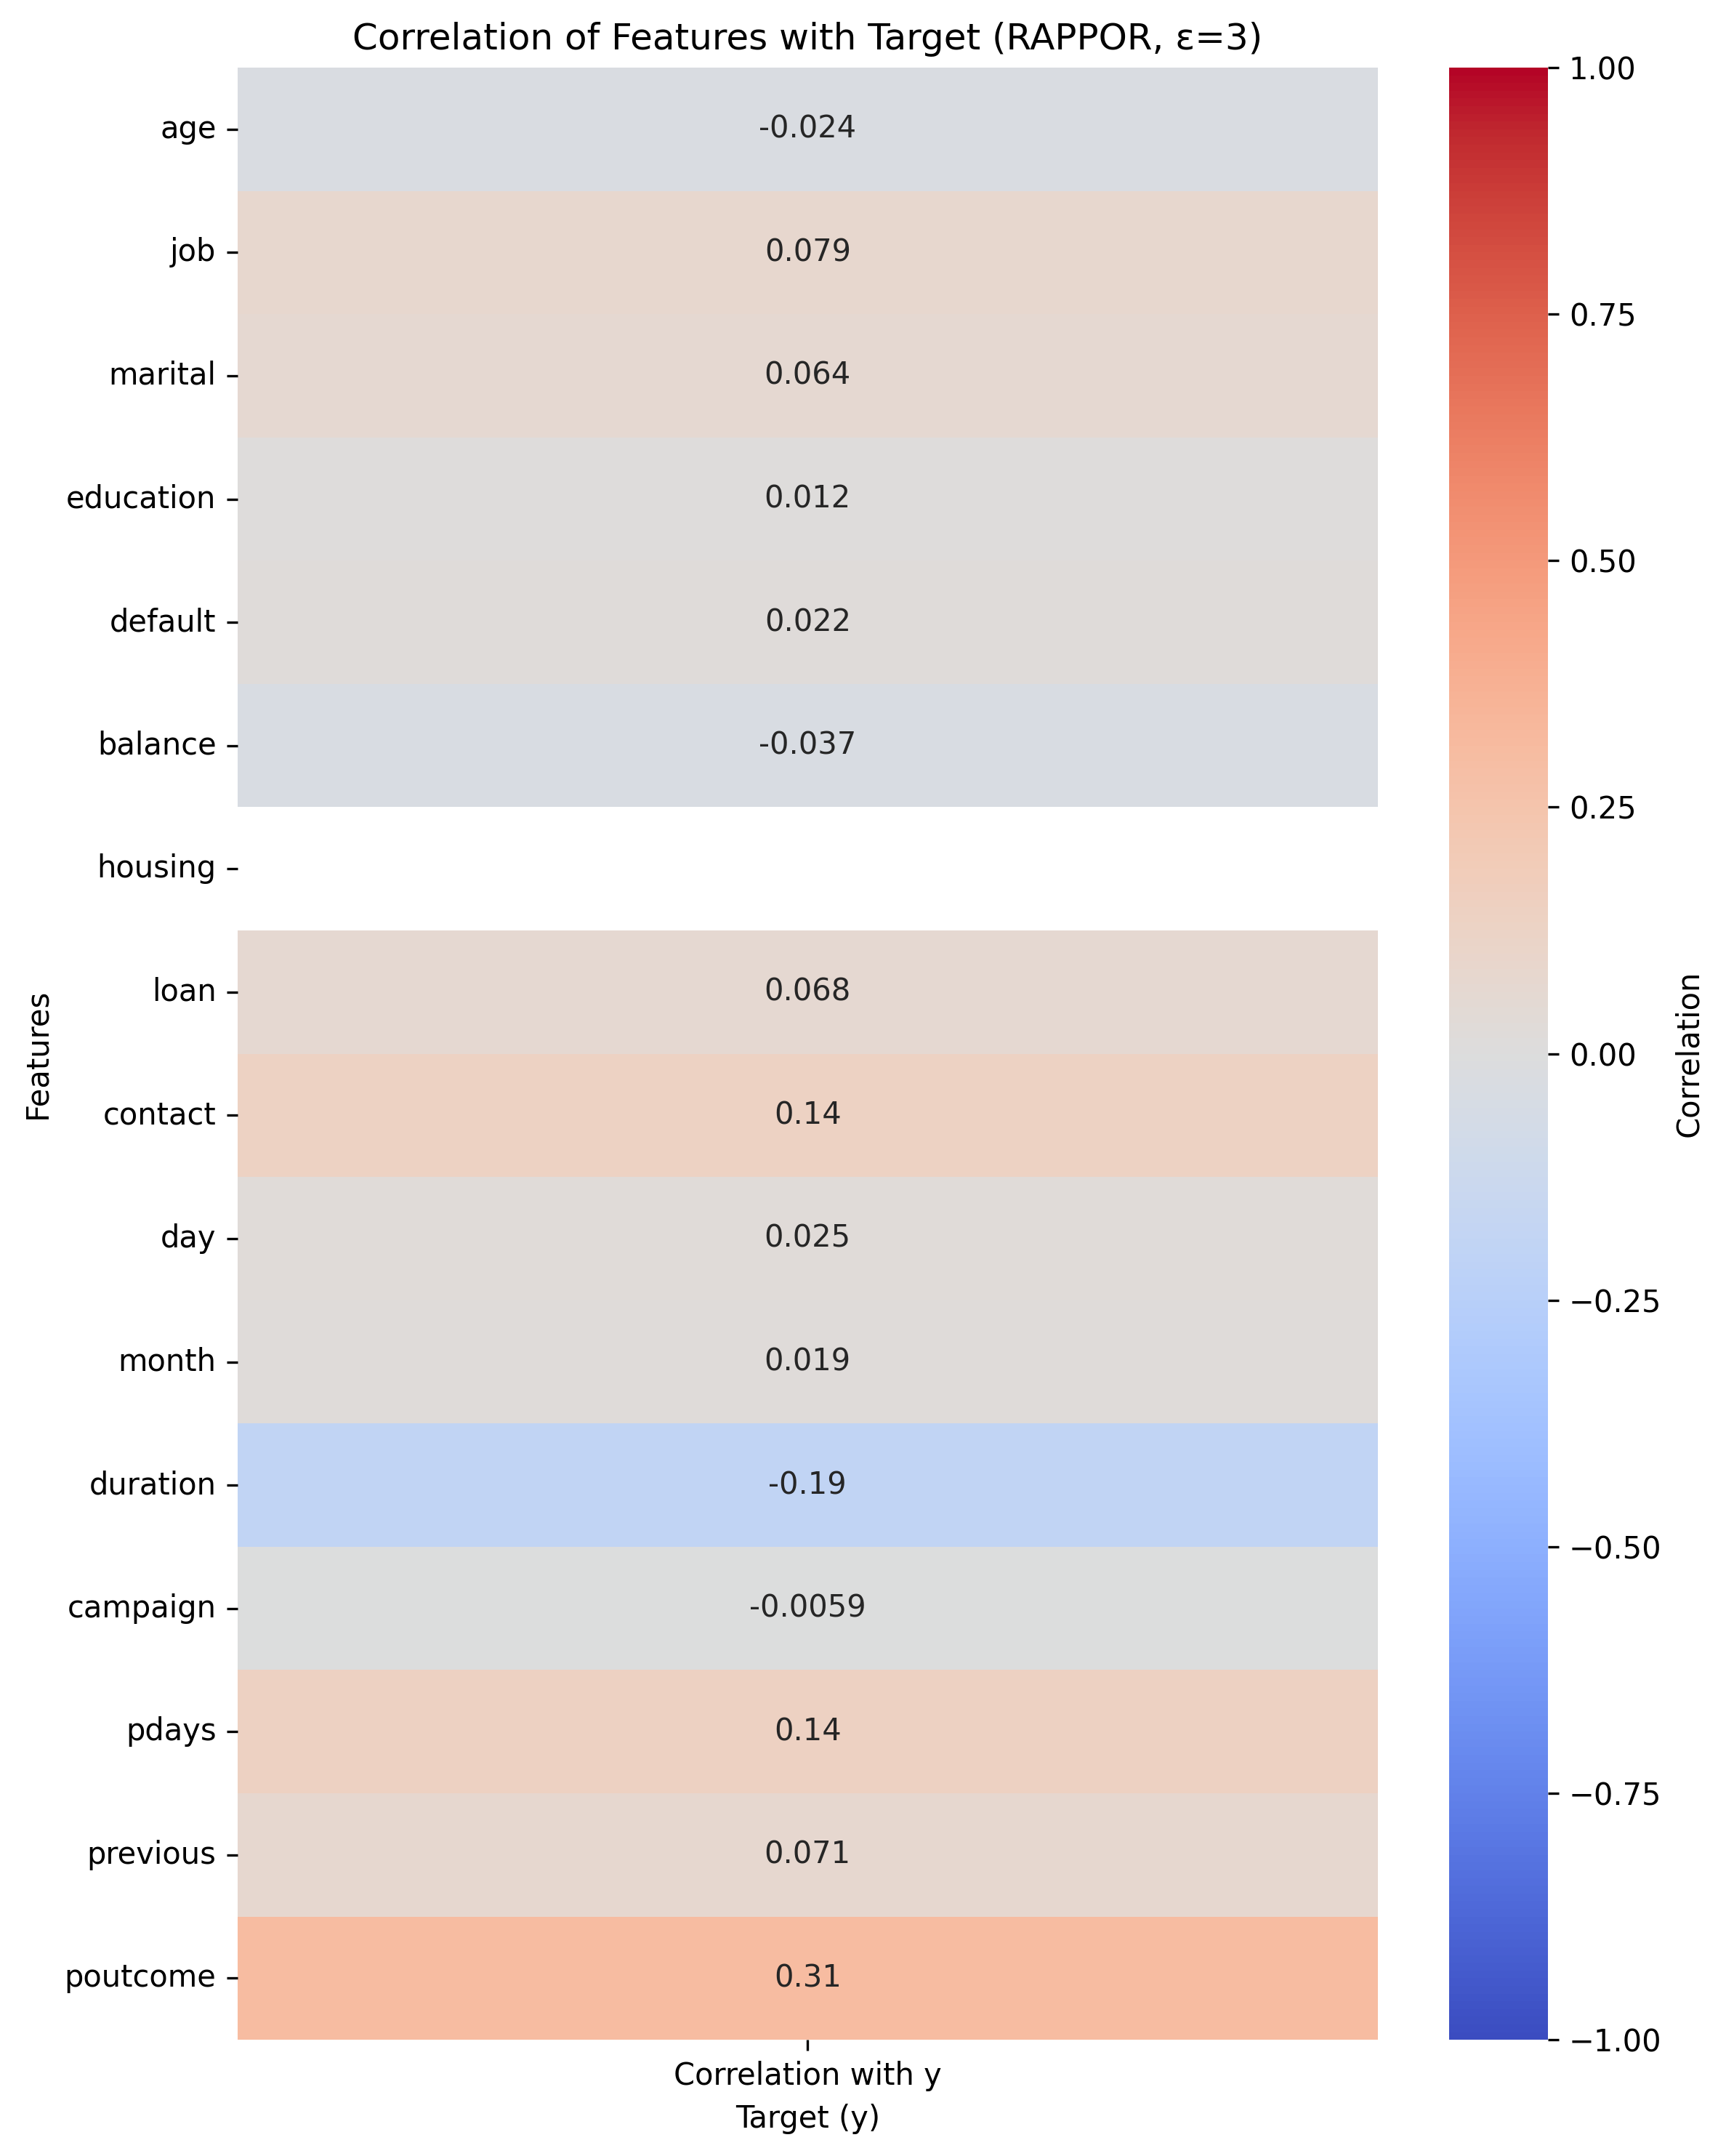 Correlation of Features with Target (RAPPOR, ε=3)
age -0.024
job 0.079
marital 0.064
education 0.012
default 0.022
balance -0.037
housing
loan 0.068
contact 0.14
day 0.025
month 0.019
duration -0.19
campaign -0.0059
pdays 0.14
previous 0.071
poutcome 0.31
Features
Correlation with y
Target (y)
1.00
0.75
0.50
0.25
0.00
−0.25
−0.50
−0.75
−1.00
Correlation